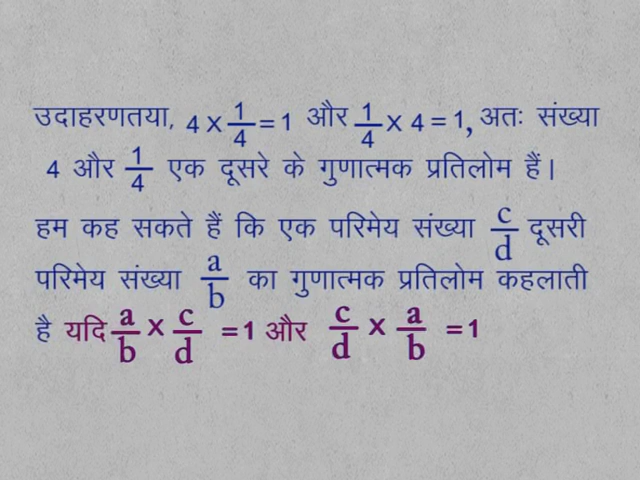 उदाहरणतया, 4 x 1/4 = 1 और 1/4 x 4 = 1, अतः संख्या
4 और 1/4 एक दूसरे के गुणात्मक प्रतिलोम हैं।
हम कह सकते हैं कि एक परिमेय संख्या c/d दूसरी
परिमेय संख्या a/b का गुणात्मक प्रतिलोम कहलाती
है यदि a/b x c/d = 1 और c/d x a/b = 1